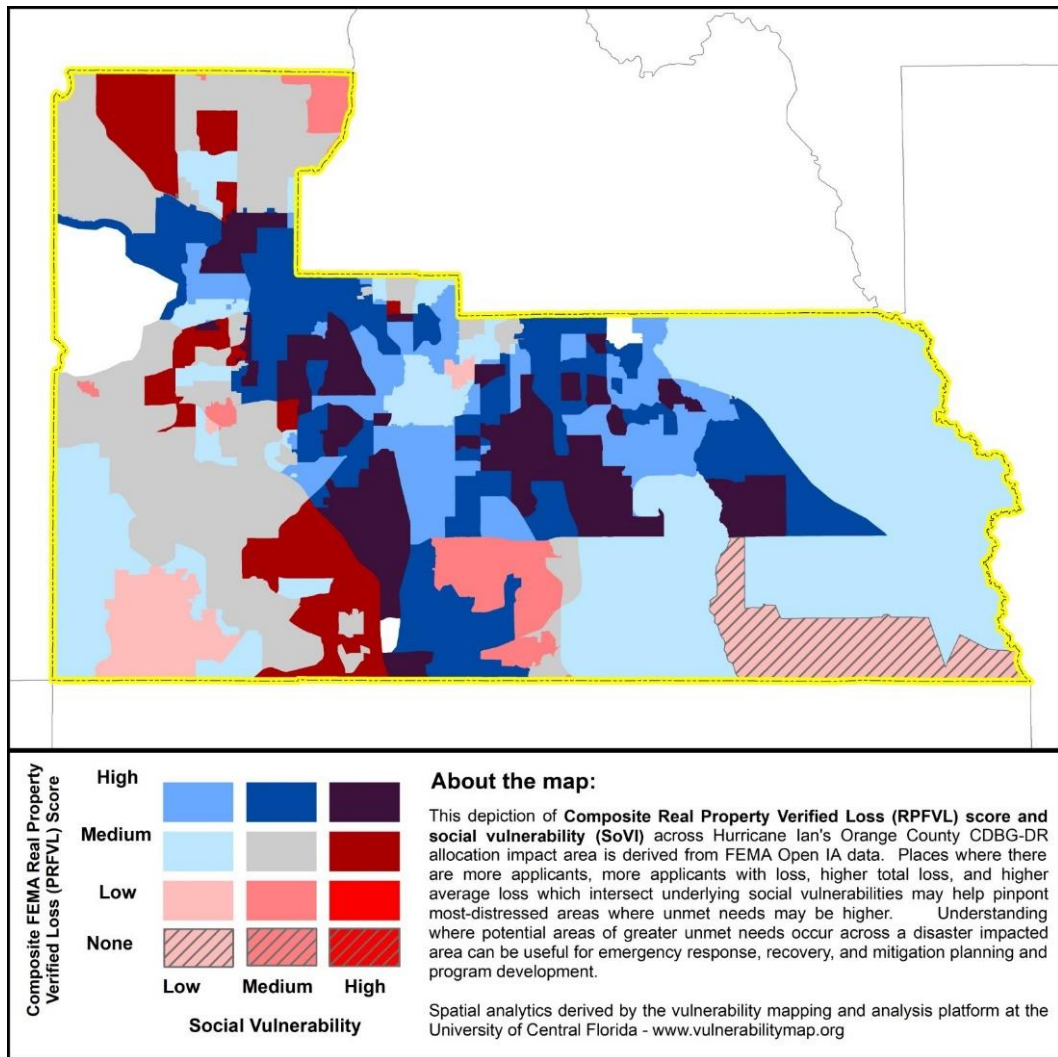 Composite FEMA Real Property
Verified Loss (PRFVL) Score
High
Medium
Low
None
Low Medium High
Social Vulnerability
About the map:
This depiction of Composite Real Property Verified Loss (RPFVL) score and
social vulnerability (SoVI) across Hurricane Ian's Orange County CDBG-DR
allocation impact area is derived from FEMA Open IA data. Places where there
are more applicants, more applicants with loss, higher total loss, and higher
average loss which intersect underlying social vulnerabilities may help pinpont
most-distressed areas where unmet needs may be higher. Understanding
where potential areas of greater unmet needs occur across a disaster impacted
area can be useful for emergency response, recovery, and mitigation planning and
program development.
Spatial analytics derived by the vulnerability mapping and analysis platform at the
University of Central Florida - www.vulnerabilitymap.org